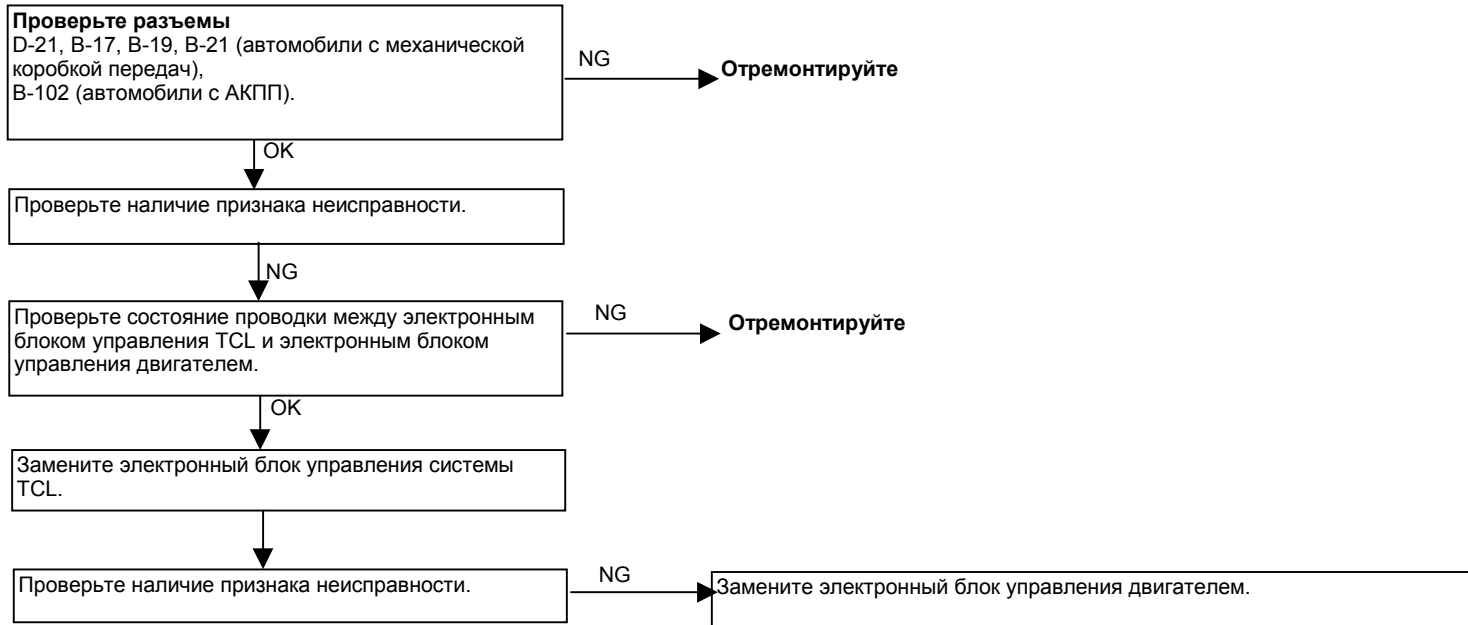 Проверьте разъемы
D-21, B-17, B-19, B-21 (автомобили с механической
коробкой передач),
B-102 (автомобили с АКПП).
NG
Отремонтируйте
OK
Проверьте наличие признака неисправности.
NG
Проверьте состояние проводки между электронным
блоком управления TCL и электронным блоком
управления двигателем.
NG
Отремонтируйте
OK
Замените электронный блок управления системы
TCL.
Проверьте наличие признака неисправности.
NG
Замените электронный блок управления двигателем.